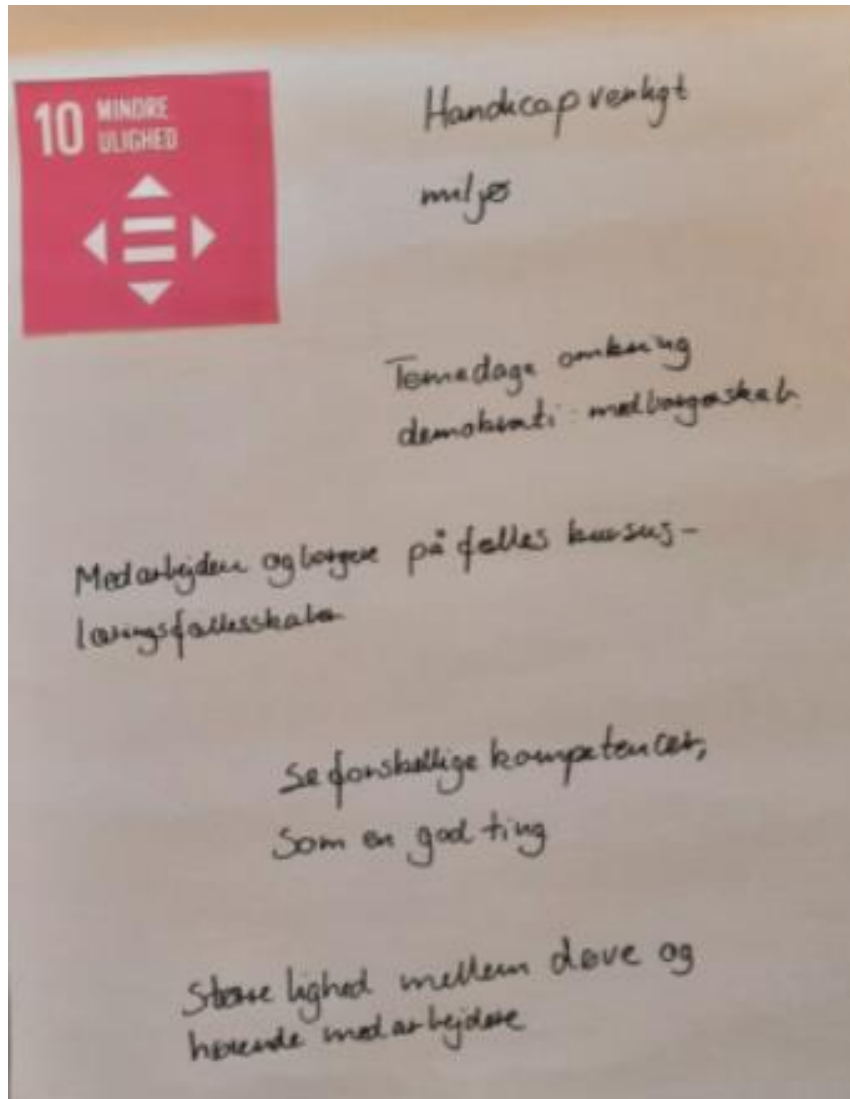 10 MINDRE
ULIGHED
Handicapvenligt
miljø
Temadage omkring
demokrati : medborgerskab.
Medarbejdere og borgere på fælles kursus-
læringsfællesskaber
Se forskellige kompetencer,
som en god ting
Større lighed mellem døve og
hørende medarbejdere